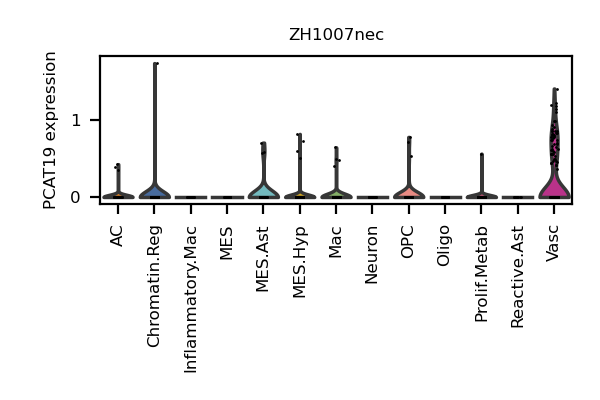 ZH1007nec
PCAT19 expression
1
0
AC
Chromatin.Reg
Inflammatory.Mac
MES
MES.Ast
MES.Hyp
Mac
Neuron
OPC
Oligo
Prolif.Metab
Reactive.Ast
Vasc